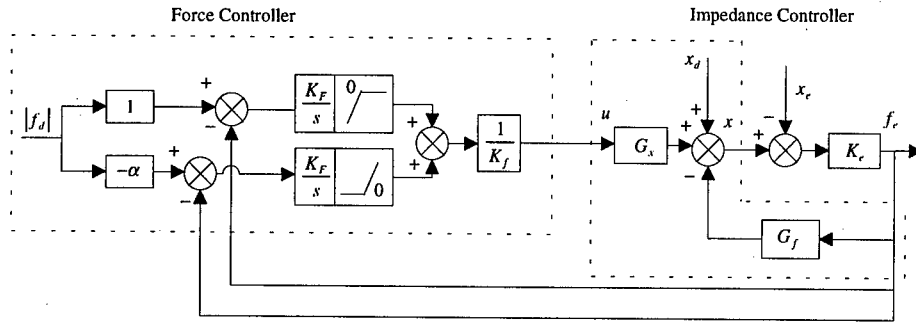 Force Controller
Impedance Controller
|f_d|
1
+
−
K_F
s
0
+
+
1
K_f
−α
+
−
K_F
s
0
u
G_x
+
x_d
+
−
x
+
x_e
−
K_e
f_e
G_f